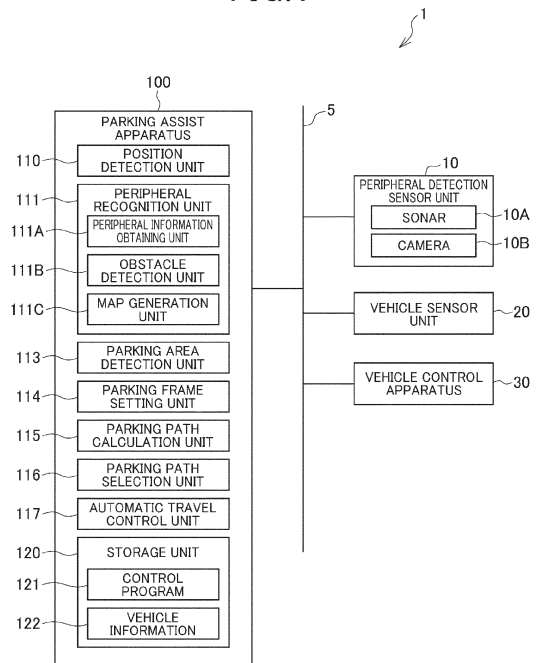 1
100
PARKING ASSIST
APPARATUS
110
POSITION
DETECTION UNIT
111
PERIPHERAL
RECOGNITION UNIT
111A
PERIPHERAL INFORMATION
OBTAINING UNIT
111B
OBSTACLE
DETECTION UNIT
111C
MAP GENERATION
UNIT
113
PARKING AREA
DETECTION UNIT
114
PARKING FRAME
SETTING UNIT
115
PARKING PATH
CALCULATION UNIT
116
PARKING PATH
SELECTION UNIT
117
AUTOMATIC TRAVEL
CONTROL UNIT
120
STORAGE UNIT
121
CONTROL
PROGRAM
122
VEHICLE
INFORMATION
5
10
PERIPHERAL DETECTION
SENSOR UNIT
SONAR
10A
CAMERA
10B
VEHICLE SENSOR
UNIT
20
VEHICLE CONTROL
APPARATUS
30